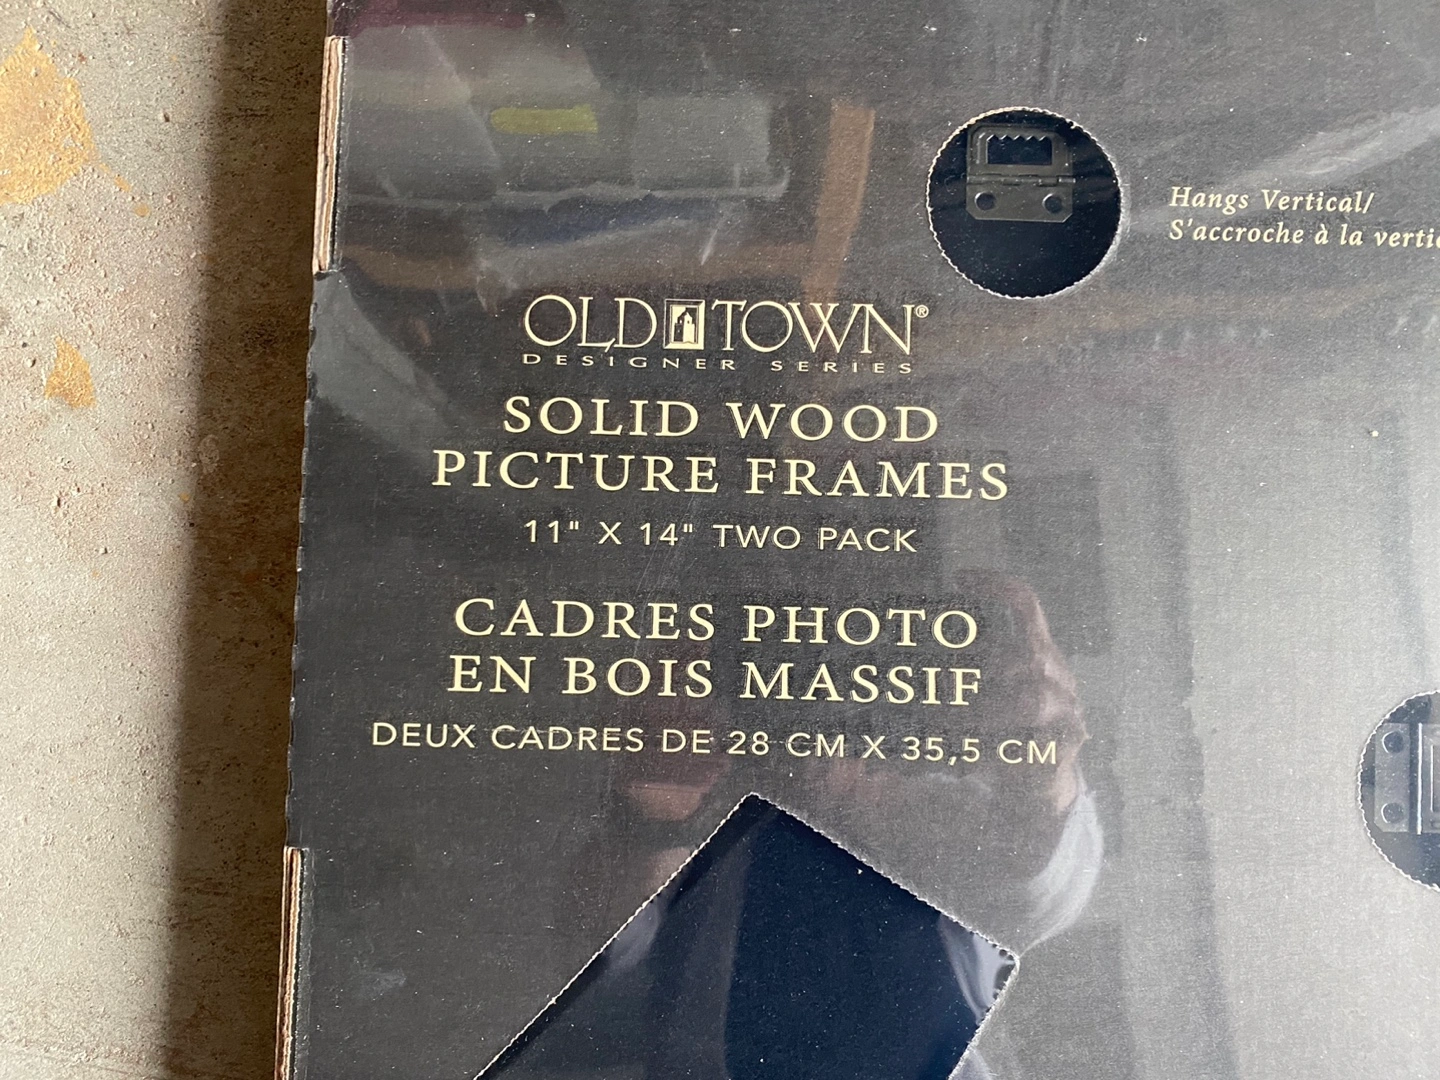 Hangs Vertical/
S'accroche à la
OLD TOWN®
DESIGNER SERIES
SOLID WOOD
PICTURE FRAMES
11" X 14" TWO PACK
CADRES PHOTO
EN BOIS MASSIF
DEUX CADRES DE 28 CM X 35,5 CM